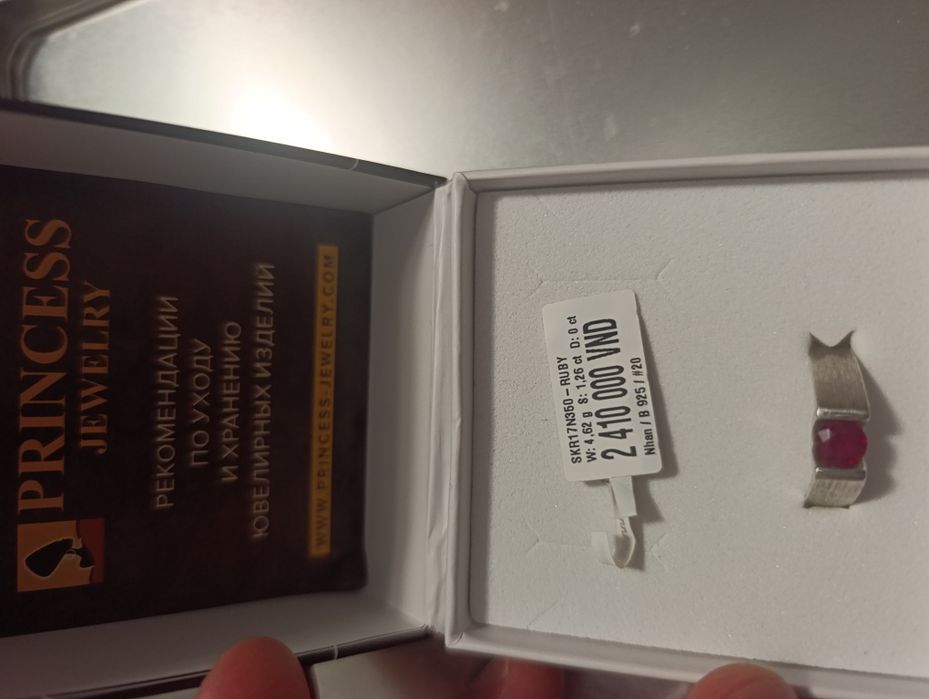 PRINCESS
JEWELRY
РЕКОМЕНДАЦИИ
ПО УХОДУ
И ХРАНЕНИЮ
ЮВЕЛИРНЫХ ИЗДЕЛИЙ
WWW.PRINCESS-JEWELRY.COM
SKR17N350 – RUBY
W: 4,62 g S: 1,26 ct D: 0 ct
2 410 000 VND
Nhan / B 925 / #20